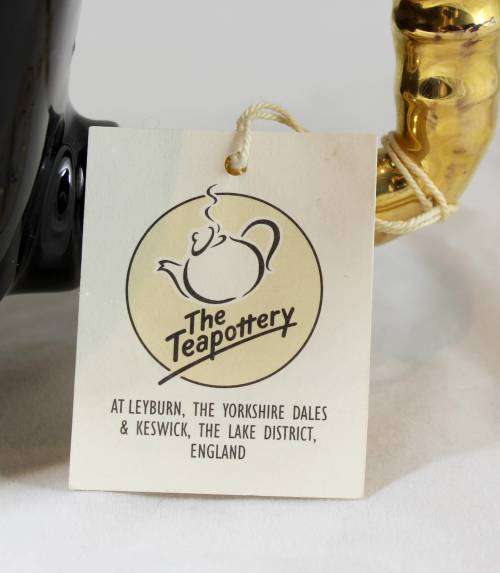 The
Teapottery
AT LEYBURN, THE YORKSHIRE DALES
& KESWICK, THE LAKE DISTRICT,
ENGLAND